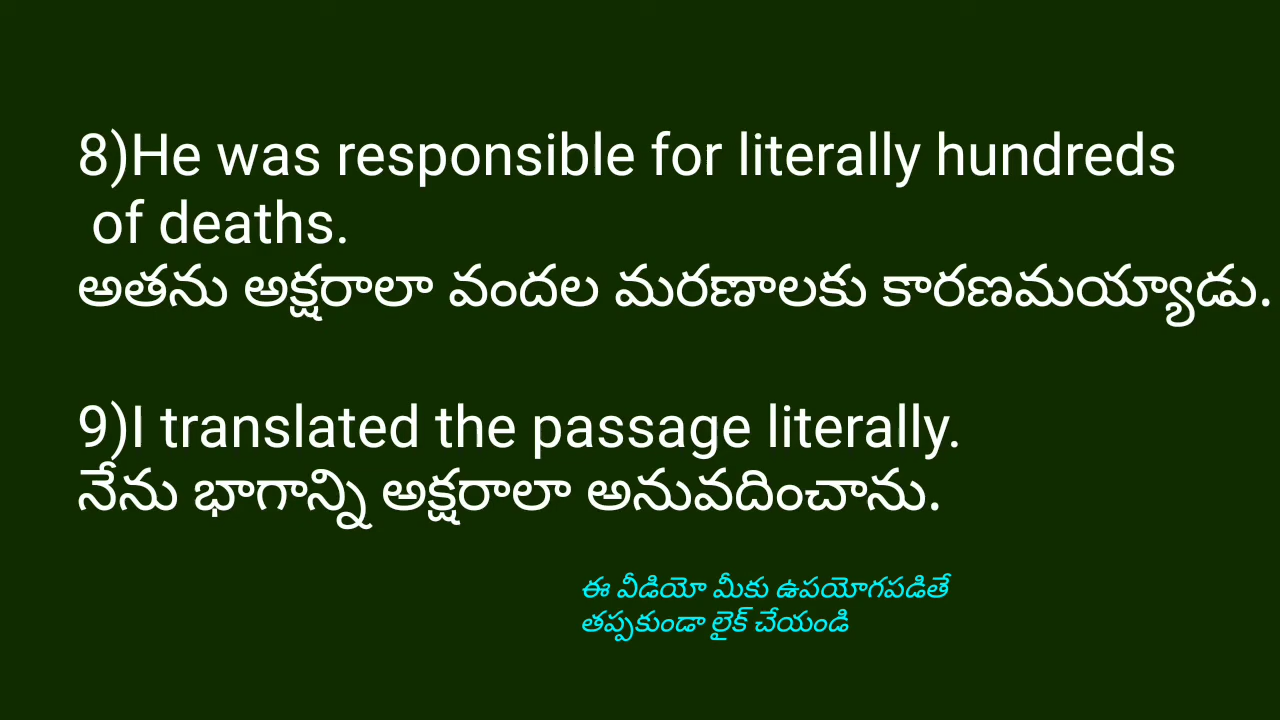 8)He was responsible for literally hundreds
of deaths.
అతను అక్షరాలా వందల మరణాలకు కారణమయ్యాడు.
9)I translated the passage literally.
నేను భాగాన్ని అక్షరాలా అనువదించాను.
ఈ వీడియో మీకు ఉపయోగపడితే
తప్పకుండా లైక్ చేయండి